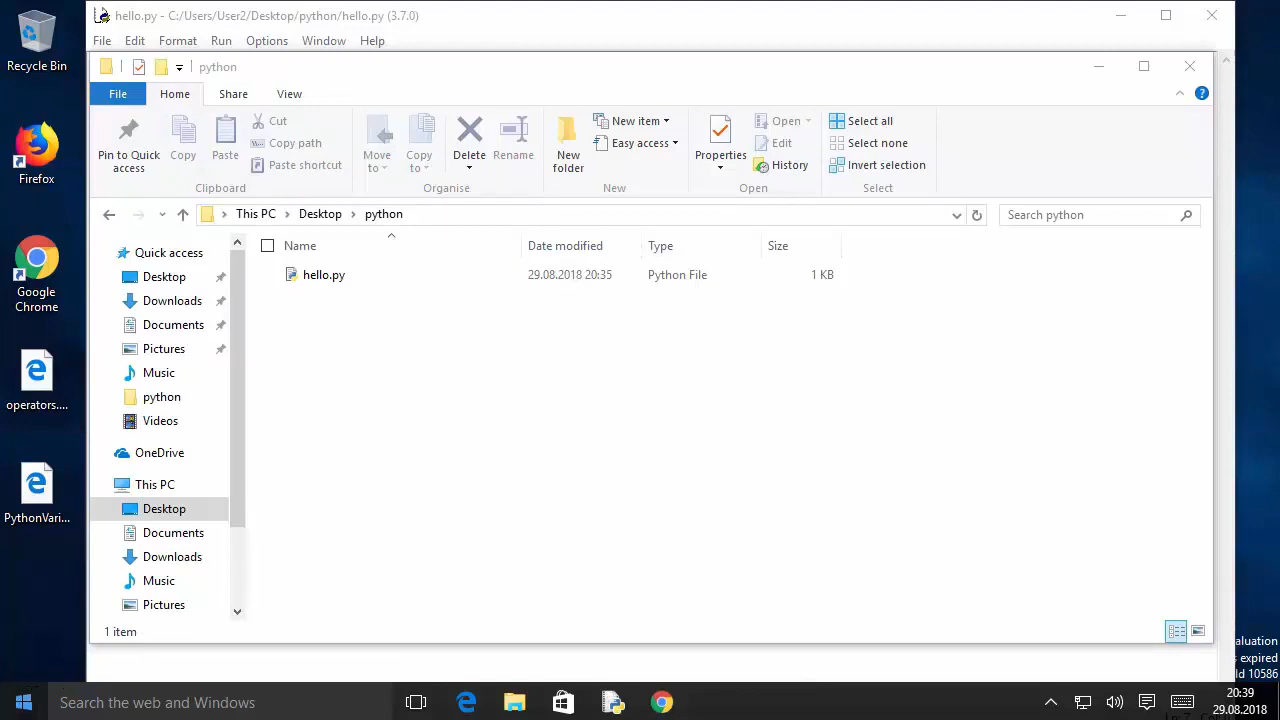 hello.py - C:/Users/User2/Desktop/python/hello.py (3.7.0)
File Edit Format Run Options Window Help
python
File Home Share View
Pin to Quick access
Copy
Paste
Cut
Copy path
Paste shortcut
Clipboard
Move to
Copy to
Delete
Rename
Organise
New folder
New item
Easy access
New
Properties
Open
Edit
History
Open
Select all
Select none
Invert selection
Select
This PC Desktop python
Search python
Name Date modified Type Size
hello.py 29.08.2018 20:35 Python File 1 KB
Quick access
Desktop
Downloads
Documents
Pictures
Music
python
Videos
OneDrive
This PC
Desktop
Documents
Downloads
Music
Pictures
1 item
Recycle Bin
Firefox
Google
Chrome
operators....
PythonVari...
aluation
s expired
ld 10586
Search the web and Windows
20:39
29.08.2018